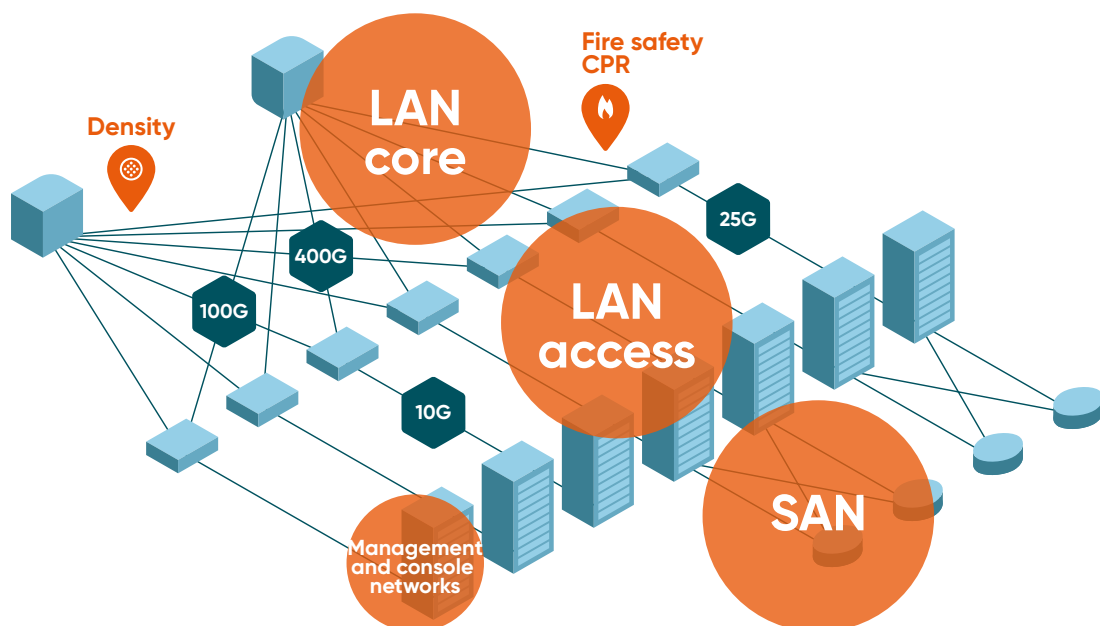 Fire safety
CPR
LAN
core
Density
25G
400G
100G
LAN
access
10G
SAN
Management
and console
networks